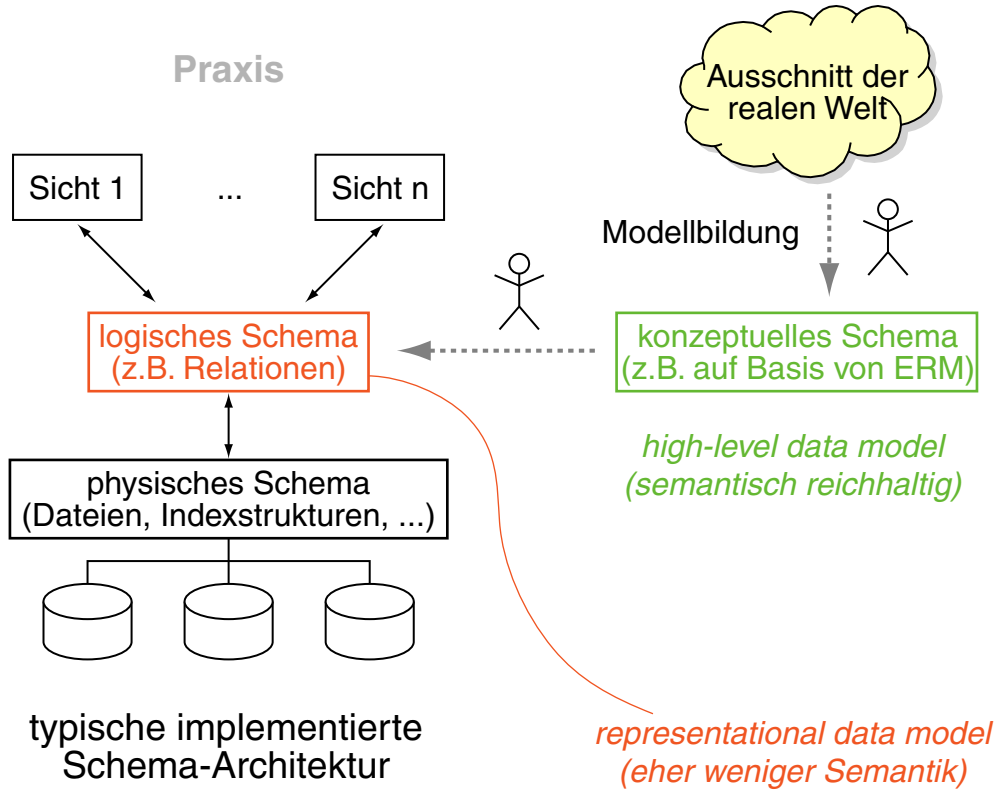 Praxis
Ausschnitt der
realen Welt
Sicht 1
...
Sicht n
Modellbildung
logisches Schema
(z.B. Relationen)
konzeptuelles Schema
(z.B. auf Basis von ERM)
high-level data model
(semantisch reichhaltig)
physisches Schema
(Dateien, Indexstrukturen, ...)
typische implementierte
Schema-Architektur
representational data model
(eher weniger Semantik)